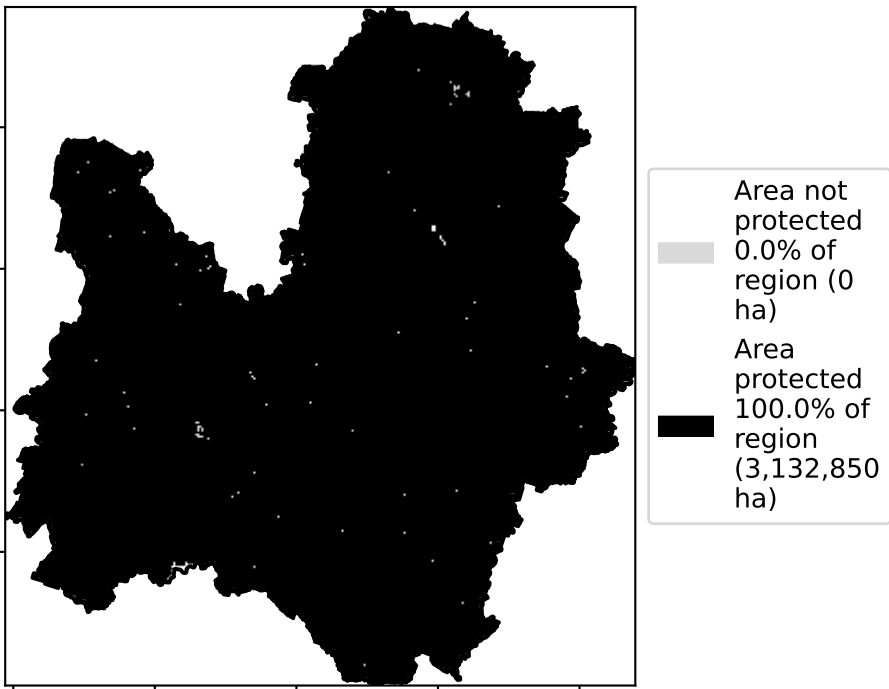 Area not
protected
0.0% of
region (0
ha)
Area
protected
100.0% of
region
(3,132,850
ha)